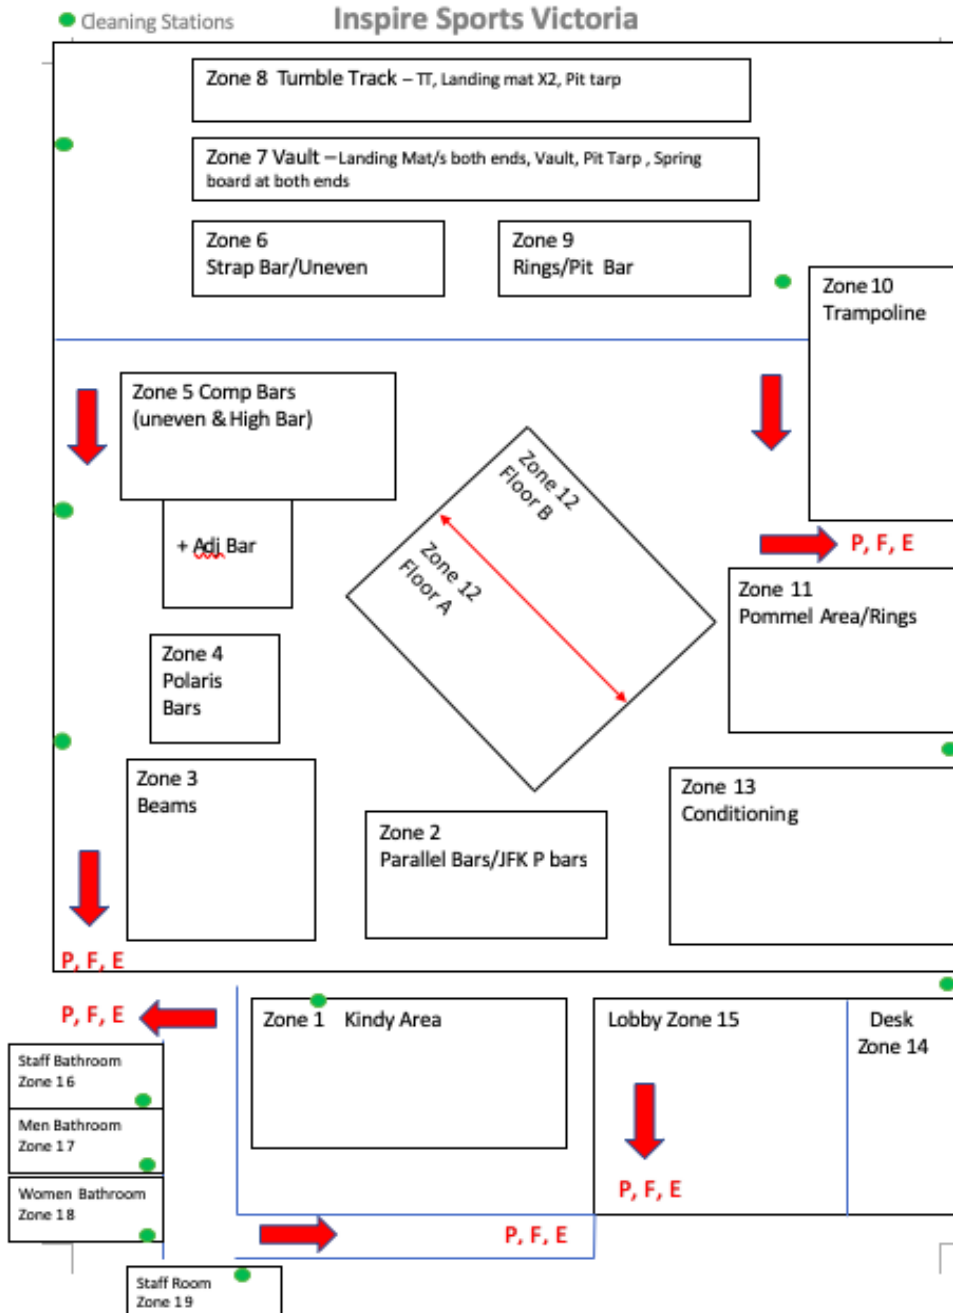 Cleaning Stations
Inspire Sports Victoria
Zone 8 Tumble Track – TT, Landing mat X2, Pit tarp
Zone 7 Vault –Landing Mat/s both ends, Vault, Pit Tarp , Spring
board at both ends
Zone 6
Strap Bar/Uneven
Zone 9
Rings/Pit Bar
Zone 10
Trampoline
Zone 5 Comp Bars
(uneven & High Bar)
+ Adj Bar
Zone 12
Floor B
Zone 12
Floor A
P, F, E
Zone 11
Pommel Area/Rings
Zone 4
Polaris
Bars
Zone 3
Beams
Zone 2
Parallel Bars/JFK P bars
Zone 13
Conditioning
P, F, E
P, F, E
Zone 1 Kindy Area
Lobby Zone 15
Desk
Zone 14
Staff Bathroom
Zone 16
Men Bathroom
Zone 17
Women Bathroom
Zone 18
P, F, E
P, F, E
Staff Room
Zone 19